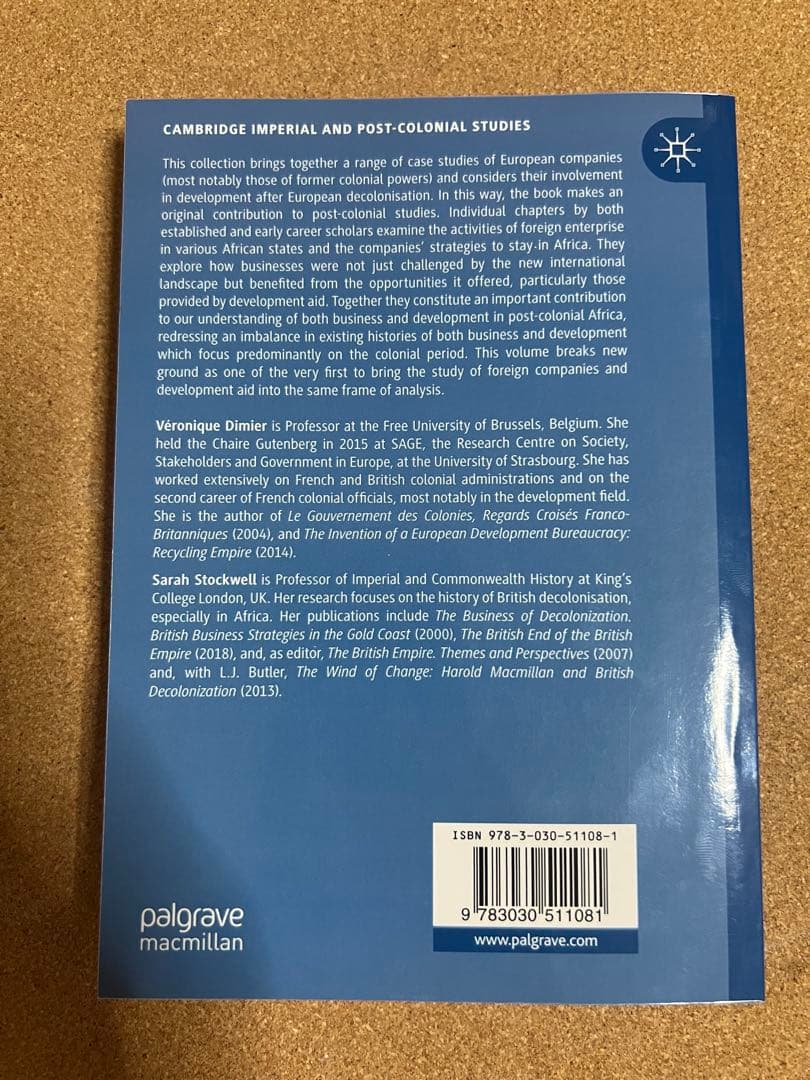 CAMBRIDGE IMPERIAL AND POST-COLONIAL STUDIES
This collection brings together a range of case studies of European companies
(most notably those of former colonial powers) and considers their involvement
in development after European decolonisation. In this way, the book makes an
original contribution to post-colonial studies. Individual chapters by both
established and early career scholars examine the activities of foreign enterprise
in various African states and the companies' strategies to stay in Africa. They
explore how businesses were not just challenged by the new international
landscape but benefited from the opportunities it offered, particularly those
provided by development aid. Together they constitute an important contribution
to our understanding of both business and development in post-colonial Africa,
redressing an imbalance in existing histories of both business and development
which focus predominantly on the colonial period. This volume breaks new
ground as one of the very first to bring the study of foreign companies and
development aid into the same frame of analysis.
Véronique Dimier is Professor at the Free University of Brussels, Belgium. She
held the Chaire Gutenberg in 2015 at SAGE, the Research Centre on Society,
Stakeholders and Government in Europe, at the University of Strasbourg. She has
worked extensively on French and British colonial administrations and on the
second career of French colonial officials, most notably in the development field.
She is the author of Le Gouvernement des Colonies, Regards Croisés Franco-
Britanniques (2004), and The Invention of a European Development Bureaucracy:
Recycling Empire (2014).
Sarah Stockwell is Professor of Imperial and Commonwealth History at King's
College London, UK. Her research focuses on the history of British decolonisation,
especially in Africa. Her publications include The Business of Decolonization.
British Business Strategies in the Gold Coast (2000), The British End of the British
Empire (2018), and, as editor, The British Empire. Themes and Perspectives (2007)
and, with L.J. Butler, The Wind of Change: Harold Macmillan and British
Decolonization (2013).
ISBN 978-3-030-51108-1
9 783030 511081
www.palgrave.com
palgrave
macmillan